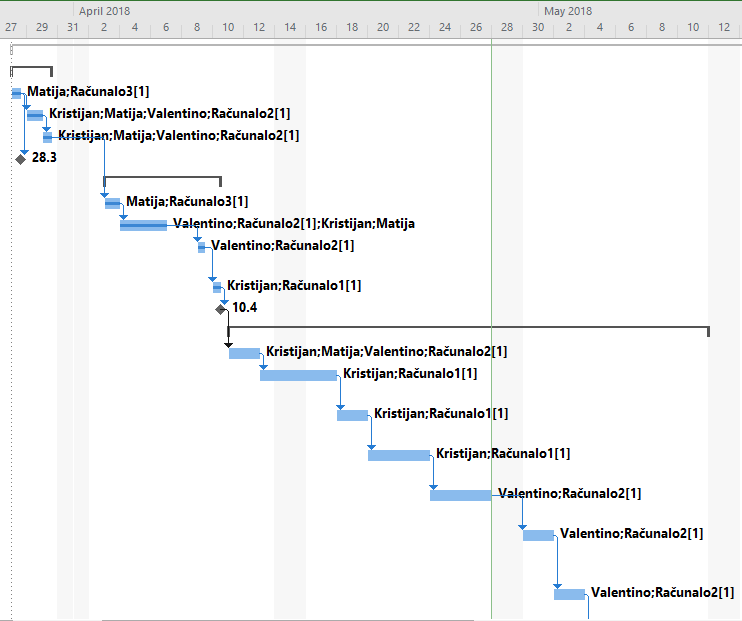 April 2018 May 2018
27 29 31 2 4 6 8 10 12 14 16 18 20 22 24 26 28 30 2 4 6 8 10 12
Matija;Računalo3[1]
Kristijan;Matija;Valentino;Računalo2[1]
Kristijan;Matija;Valentino;Računalo2[1]
28.3
Matija;Računalo3[1]
Valentino;Računalo2[1];Kristijan;Matija
Valentino;Računalo2[1]
Kristijan;Računalo1[1]
10.4
Kristijan;Matija;Valentino;Računalo2[1]
Kristijan;Računalo1[1]
Kristijan;Računalo1[1]
Kristijan;Računalo1[1]
Valentino;Računalo2[1]
Valentino;Računalo2[1]
Valentino;Računalo2[1]